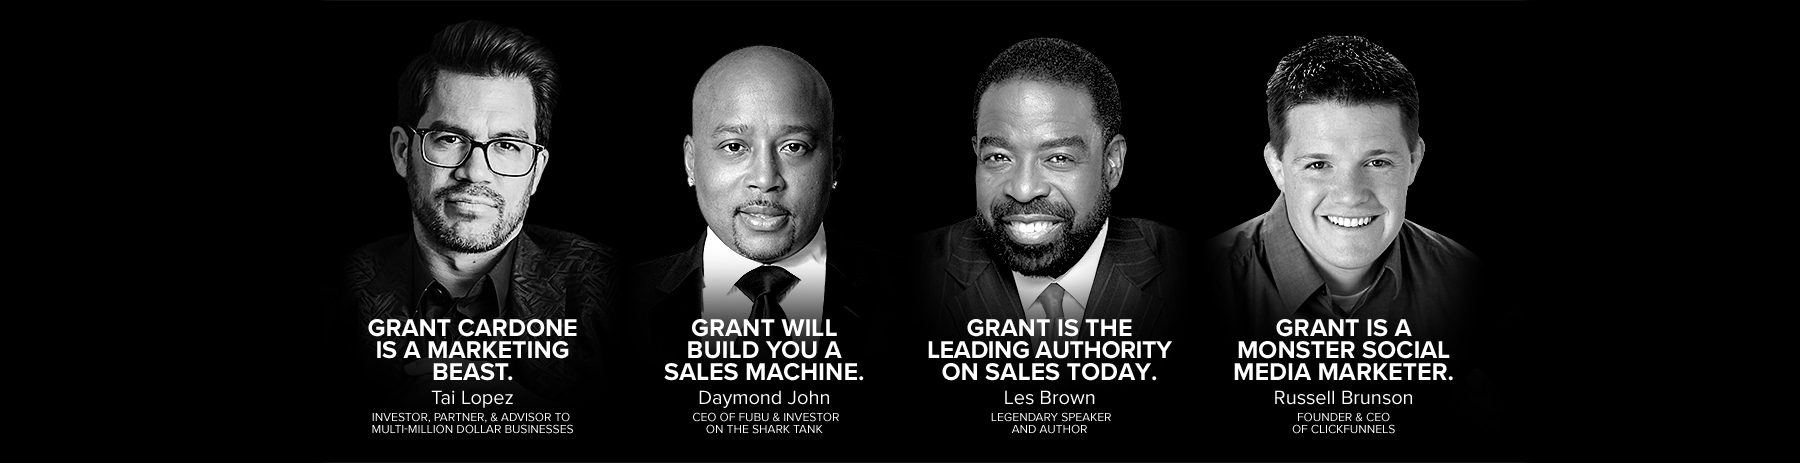 GRANT CARDONE
IS A MARKETING
BEAST.
Tai Lopez
INVESTOR, PARTNER, & ADVISOR TO
MULTI-MILLION DOLLAR BUSINESSES
GRANT WILL
BUILD YOU A
SALES MACHINE.
Daymond John
CEO OF FUBU & INVESTOR
ON THE SHARK TANK
GRANT IS THE
LEADING AUTHORITY
ON SALES TODAY.
Les Brown
LEGENDARY SPEAKER
AND AUTHOR
GRANT IS A
MONSTER SOCIAL
MEDIA MARKETER.
Russell Brunson
FOUNDER & CEO
OF CLICKFUNNELS